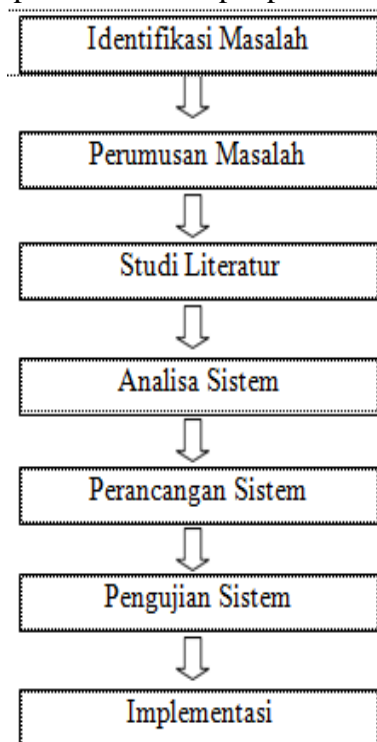 Identifikasi Masalah
Perumusan Masalah
Studi Literatur
Analisa Sistem
Perancangan Sistem
Pengujian Sistem
Implementasi